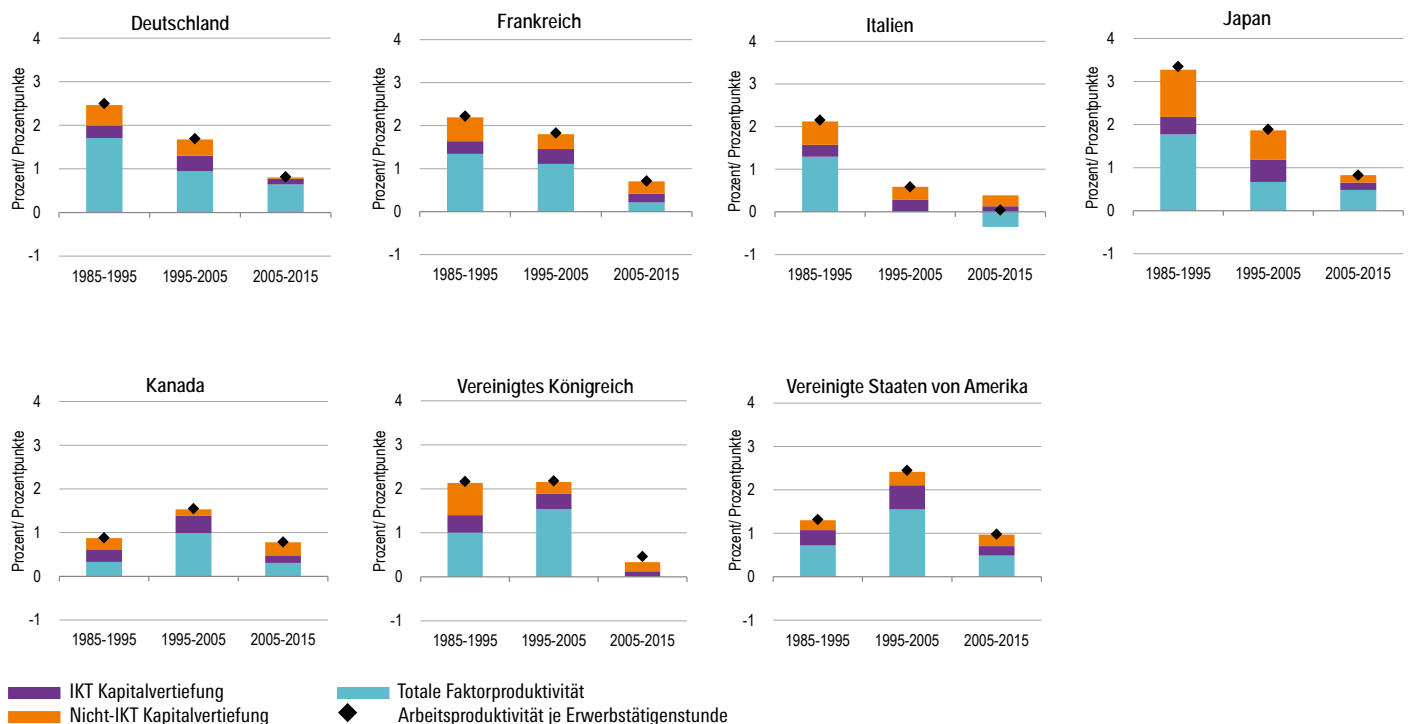 Deutschland
4
3
2
1
0
-1
Prozent/ Prozentpunkte
1985-1995 1995-2005 2005-2015
Frankreich
4
3
2
1
0
-1
Prozent/ Prozentpunkte
1985-1995 1995-2005 2005-2015
Italien
4
3
2
1
0
-1
Prozent/ Prozentpunkte
1985-1995 1995-2005 2005-2015
Japan
4
3
2
1
0
-1
Prozent/ Prozentpunkte
1985-1995 1995-2005 2005-2015
Kanada
4
3
2
1
0
-1
Prozent/ Prozentpunkte
1985-1995 1995-2005 2005-2015
Vereinigtes Königreich
4
3
2
1
0
-1
Prozent/ Prozentpunkte
1985-1995 1995-2005 2005-2015
Vereinigte Staaten von Amerika
4
3
2
1
0
-1
Prozent/ Prozentpunkte
1985-1995 1995-2005 2005-2015
IKT Kapitalvertiefung
Nicht-IKT Kapitalvertiefung
Totale Faktorproduktivität
Arbeitsproduktivität je Erwerbstätigenstunde